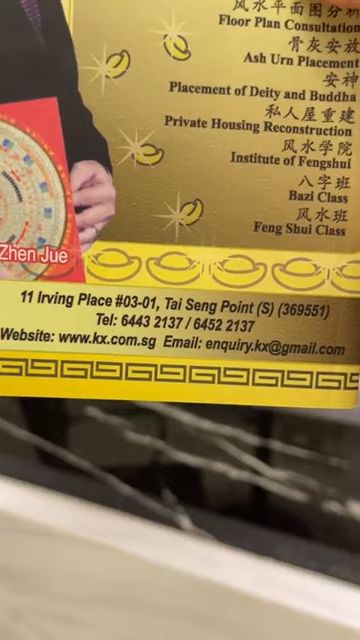 风水平面图分析
Floor Plan Consultation
骨灰安放
Ash Urn Placement
安神
Placement of Deity and Buddha
私人屋重建
Private Housing Reconstruction
风水学院
Institute of Fengshui
八字班
Bazi Class
风水班
Feng Shui Class
Zhen Jue
11 Irving Place #03-01, Tai Seng Point (S) (369551)
Tel: 6443 2137 / 6452 2137
Website: www.kx.com.sg Email: enquiry.kx@gmail.com